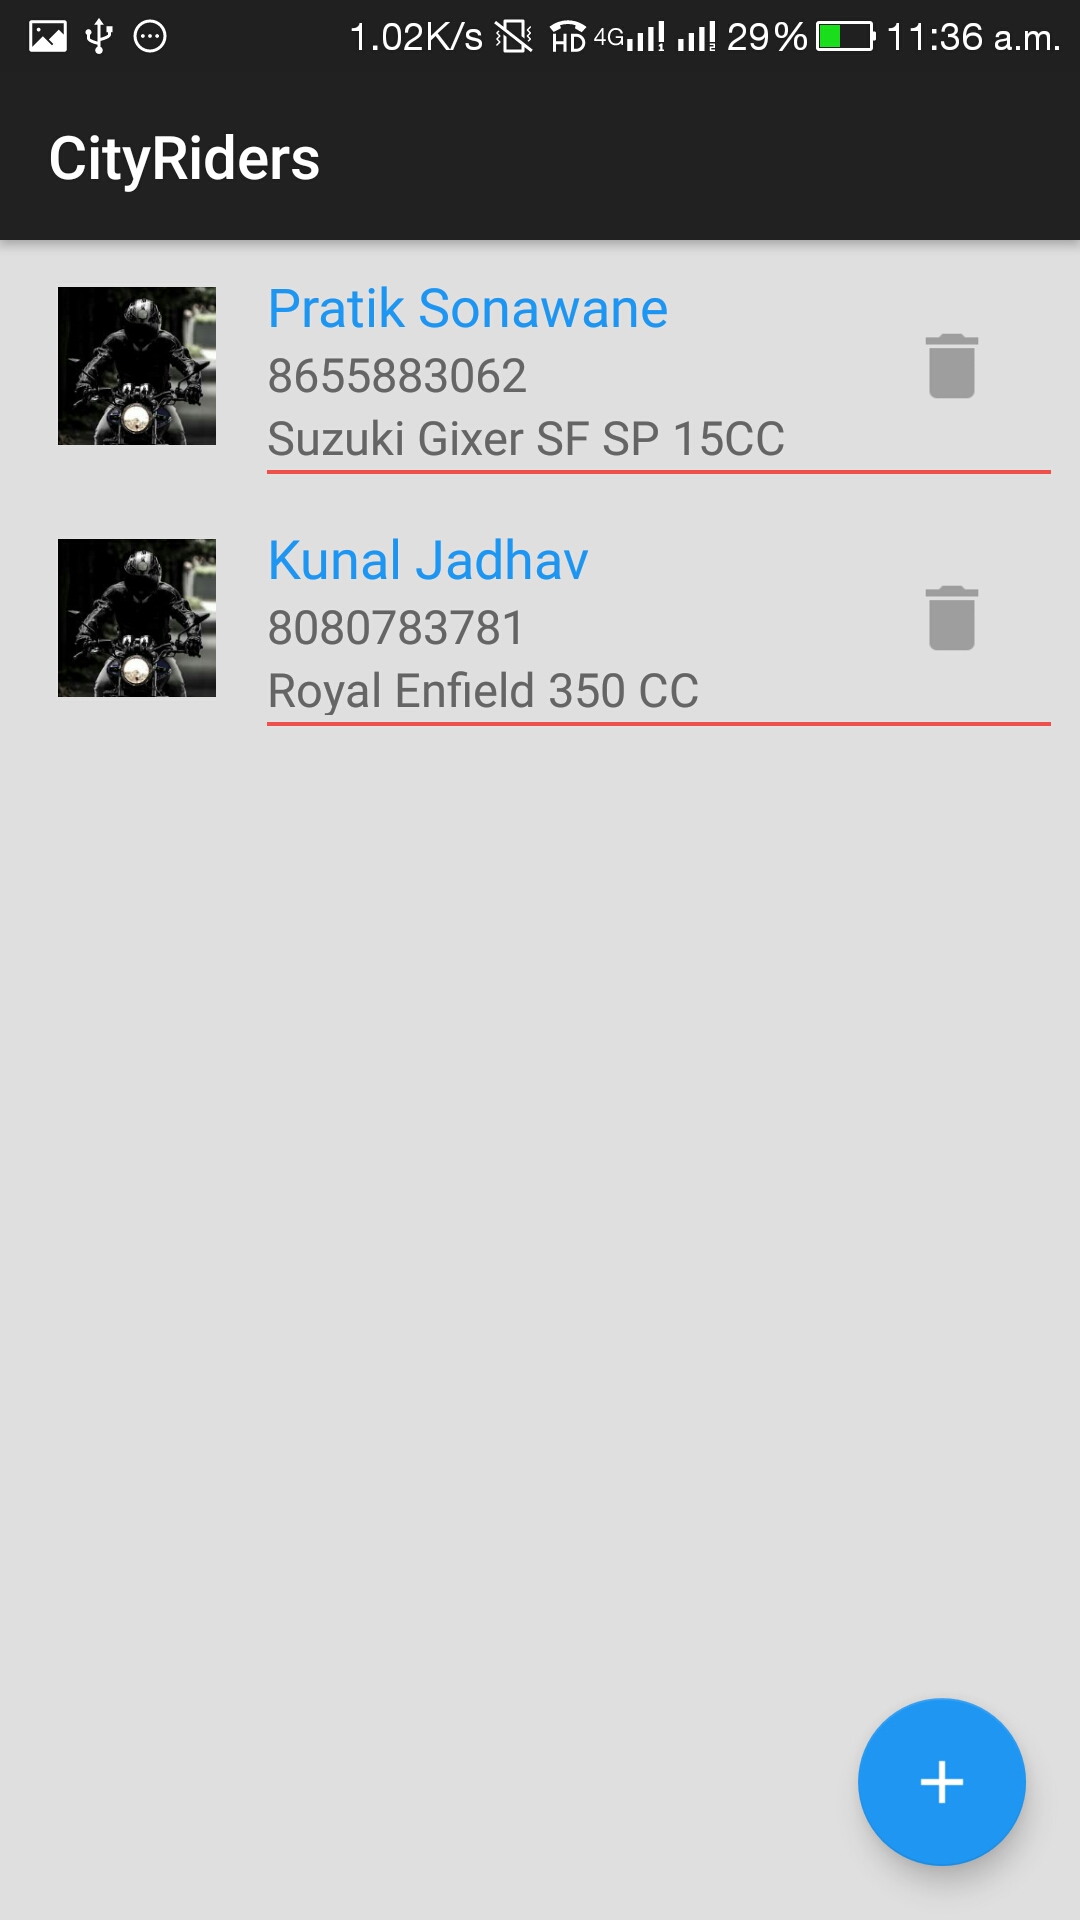 1.02K/s HD 4G 29% 11:36 a.m.
CityRiders
Pratik Sonawane
8655883062
Suzuki Gixer SF SP 15CC
Kunal Jadhav
8080783781
Royal Enfield 350 CC